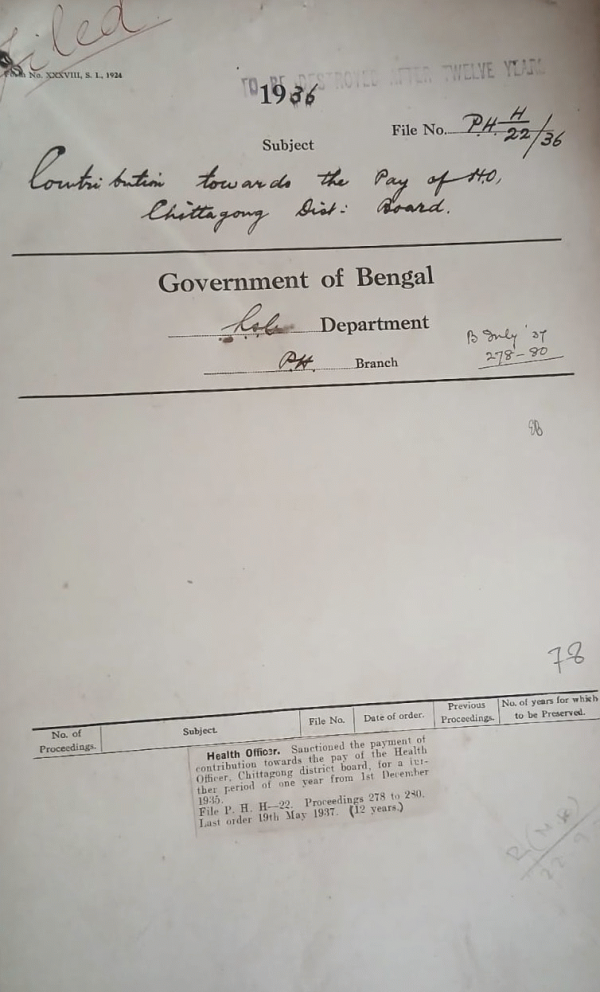 Filed.
Form No. XXXVIII, S. I., 1924
TO BE DESTROYED AFTER TWELVE YEARS
1936
File No. P.H. H/22/36
Subject
Contribution towards the Pay of H.O,
Chittagong Dist: Board.
Government of Bengal
Department
P.H. Branch
B July '37
278-80
78
No. of
Proceedings.
Subject.
File No.
Date of order.
Previous
Proceedings.
No. of years for which
to be Preserved.
Health Officer. Sanctioned the payment of
contribution towards the pay of the Health
Officer, Chittagong district board, for a fur-
ther period of one year from 1st December
1935.
File P. H. H—22. Proceedings 278 to 280.
Last order 19th May 1937. (12 years.)